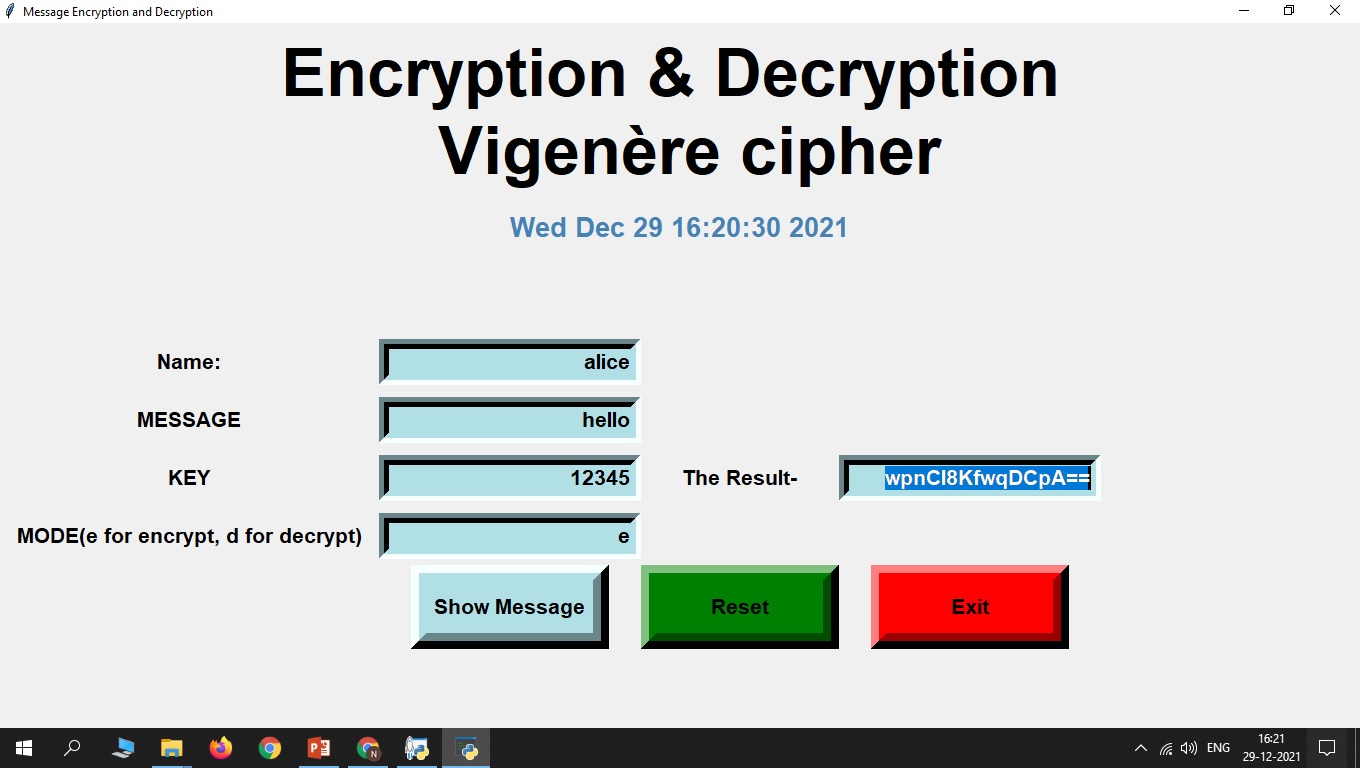 Message Encryption and Decryption
Encryption & Decryption
Vigenère cipher
Wed Dec 29 16:20:30 2021
Name: alice
MESSAGE hello
KEY 12345 The Result- wpnCl8KfwqDCpA==
MODE(e for encrypt, d for decrypt) e
Show Message Reset Exit
ENG 16:21
29-12-2021